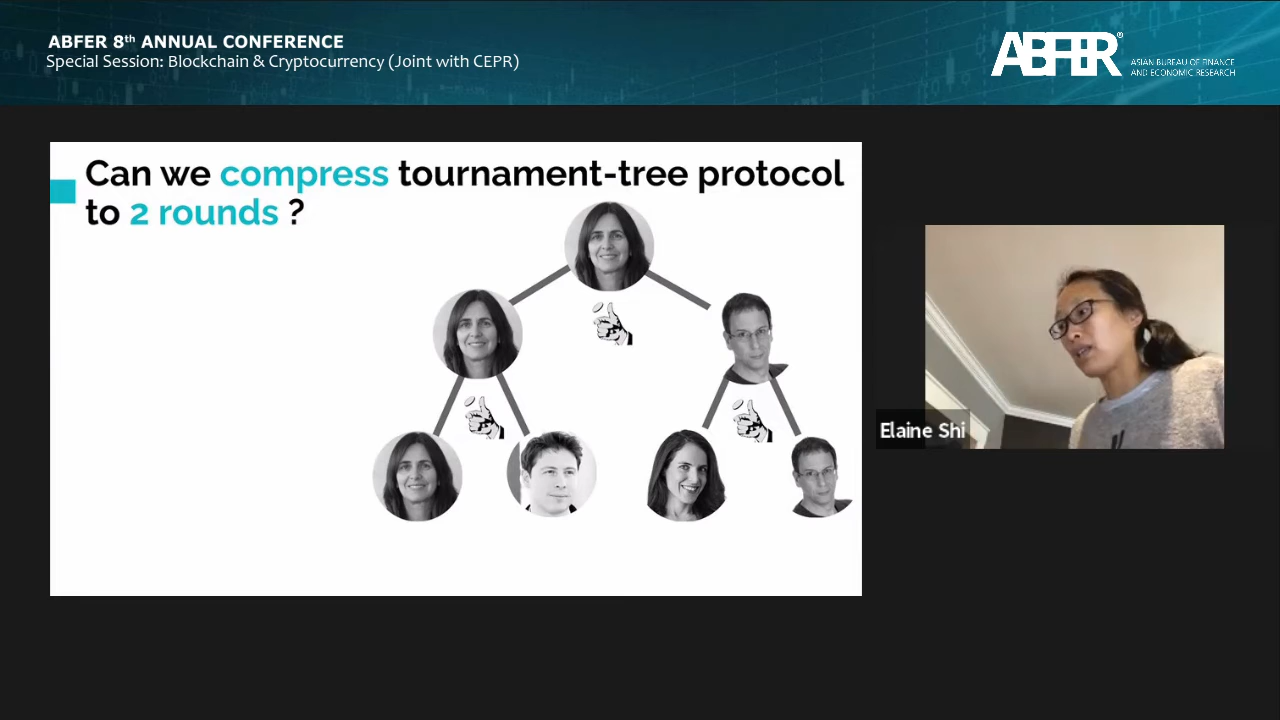 ABFER 8th ANNUAL CONFERENCE
Special Session: Blockchain & Cryptocurrency (Joint with CEPR)
ABFER®
ASIAN BUREAU OF FINANCE
AND ECONOMIC RESEARCH
Can we compress tournament-tree protocol
to 2 rounds ?
Elaine Shi